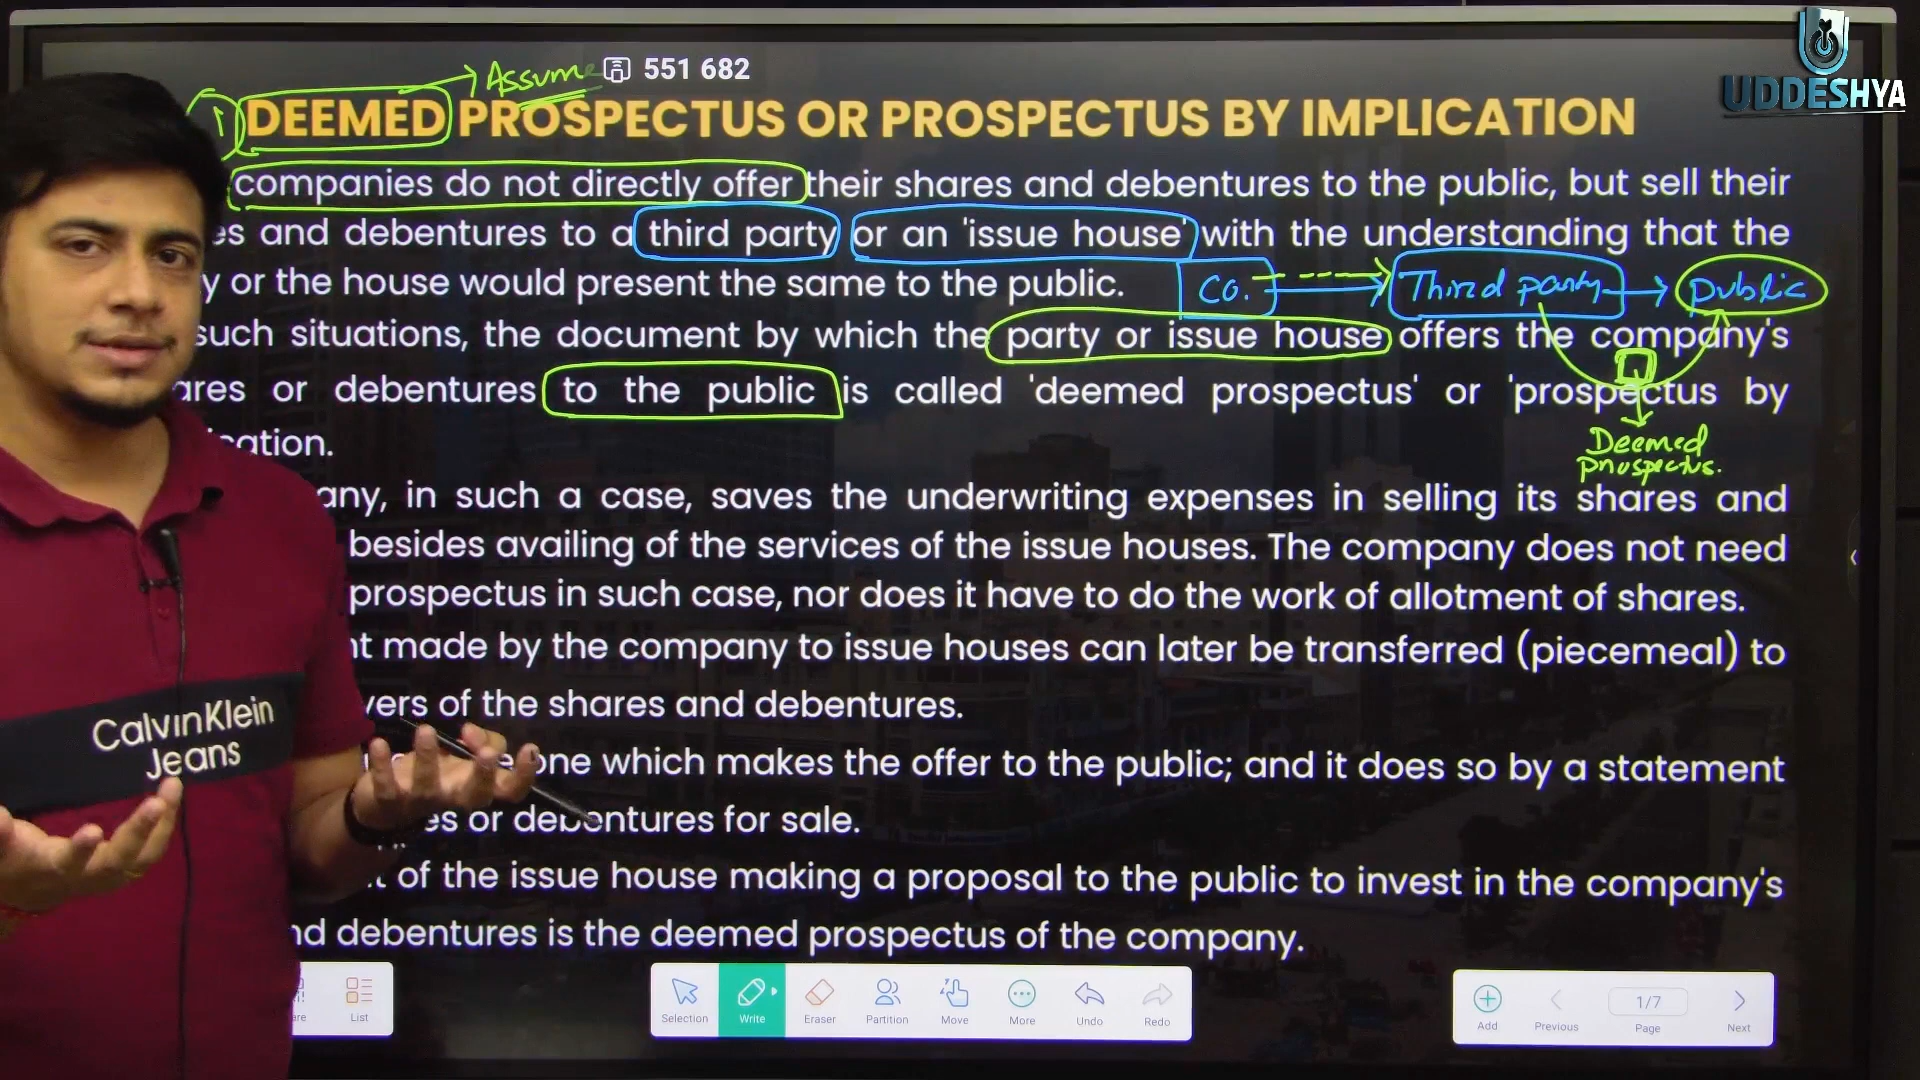 UDDESHYA
Assume 551 682
1 DEEMED PROSPECTUS OR PROSPECTUS BY IMPLICATION
companies do not directly offer their shares and debentures to the public, but sell their
es and debentures to a third party or an 'issue house' with the understanding that the
y or the house would present the same to the public.
Co. Third party public
such situations, the document by which the party or issue house offers the company's
ares or debentures to the public is called 'deemed prospectus' or 'prospectus by
ication.
Deemed
prospectus.
any, in such a case, saves the underwriting expenses in selling its shares and
besides availing of the services of the issue houses. The company does not need
prospectus in such case, nor does it have to do the work of allotment of shares.
nt made by the company to issue houses can later be transferred (piecemeal) to
yers of the shares and debentures.
one which makes the offer to the public; and it does so by a statement
es or debentures for sale.
of the issue house making a proposal to the public to invest in the company's
nd debentures is the deemed prospectus of the company.
CalvinKlein
Jeans
are List Selection Write Eraser Partition Move More Undo Redo Add Previous 1/7 Page Next